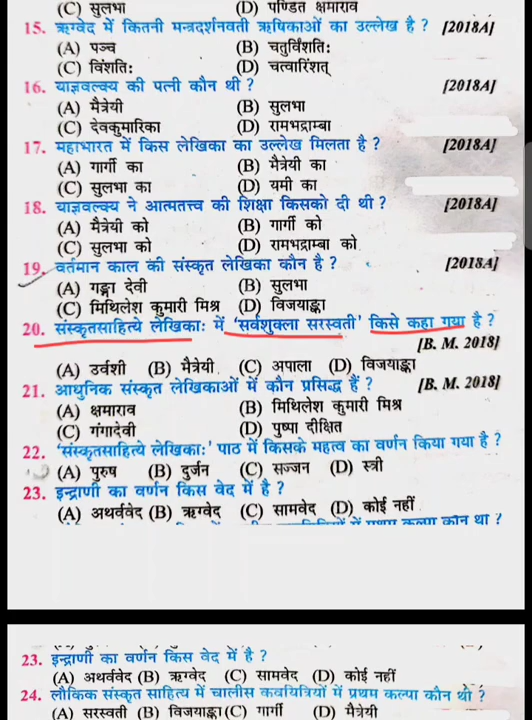 (C) सुलभा (D) पण्डित क्षमाराव
15. ऋग्वेद में कितनी मन्त्रदर्शनवती ऋषिकाओं का उल्लेख है ? [2018A]
(A) पञ्च (B) चतुर्विंशतिः
(C) विंशतिः (D) चत्वारिंशत्
16. याज्ञवल्क्य की पत्नी कौन थी ? [2018A]
(A) मैत्रेयी (B) सुलभा
(C) देवकुमारिका (D) रामभद्राम्बा
17. महाभारत में किस लेखिका का उल्लेख मिलता है ? [2018A]
(A) गार्गी का (B) मैत्रेयी का
(C) सुलभा का (D) यमी का
18. याज्ञवल्क्य ने आत्मतत्त्व की शिक्षा किसको दी थी ? [2018A]
(A) मैत्रेयी को (B) गार्गी को
(C) सुलभा को (D) रामभद्राम्बा को
19. वर्तमान काल की संस्कृत लेखिका कौन है ? [2018A]
(A) गङ्गा देवी (B) सुलभा
(C) मिथिलेश कुमारी मिश्र (D) विजयाङ्का
20. संस्कृतसाहित्ये लेखिकाः में 'सर्वशुक्ला सरस्वती' किसे कहा गया है ?
[B. M. 2018]
(A) उर्वशी (B) मैत्रेयी (C) अपाला (D) विजयाङ्का
21. आधुनिक संस्कृत लेखिकाओं में कौन प्रसिद्ध हैं ? [B. M. 2018]
(A) क्षमाराव (B) मिथिलेश कुमारी मिश्र
(C) गंगादेवी (D) पुष्पा दीक्षित
22. 'संस्कृतसाहित्ये लेखिकाः' पाठ में किसके महत्व का वर्णन किया गया है ?
(A) पुरुष (B) दुर्जन (C) सज्जन (D) स्त्री
23. इन्द्राणी का वर्णन किस वेद में है ?
(A) अथर्ववेद (B) ऋग्वेद (C) सामवेद (D) कोई नहीं
में प्रथम कल्पा कौन था ?
23. इन्द्राणी का वर्णन किस वेद में है ?
(A) अथर्ववेद (B) ऋग्वेद (C) सामवेद (D) कोई नहीं
24. लौकिक संस्कृत साहित्य में चालीस कवयित्रियों में प्रथम कल्पा कौन थी ?
(A) सरस्वती (B) विजयाङ्का (C) गार्गी (D) मैत्रेयी